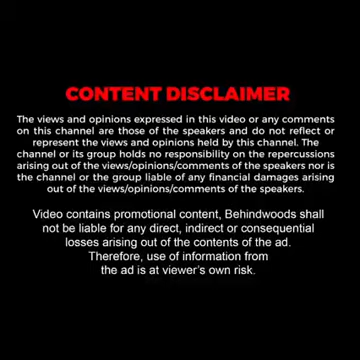 CONTENT DISCLAIMER
The views and opinions expressed in this video or any comments
on this channel are those of the speakers and do not reflect or
represent the views and opinions held by this channel. The
channel or its group holds no responsibility on the repercussions
arising out of the views/opinions/comments of the speakers nor is
the channel or the group liable of any financial damages arising
out of the views/opinions/comments of the speakers.
Video contains promotional content, Behindwoods shall
not be liable for any direct, indirect or consequential
losses arising out of the contents of the ad.
Therefore, use of information from
the ad is at viewer's own risk.